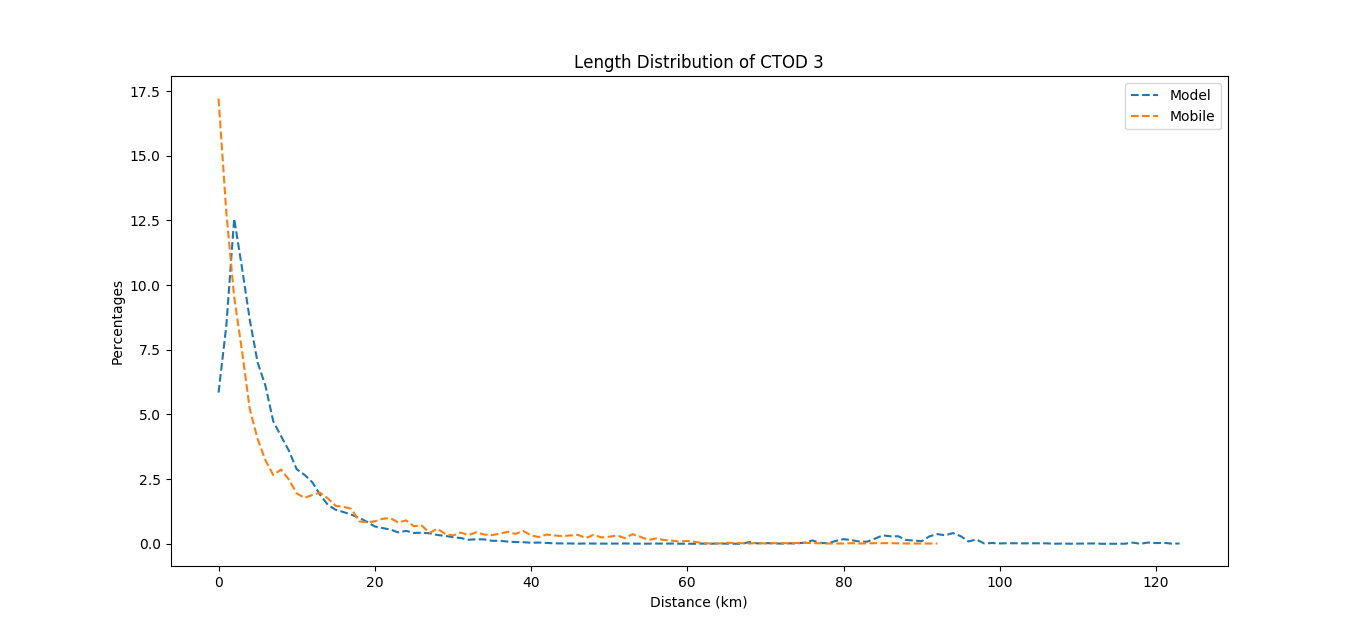 Length Distribution of CTOD 3
Model
Mobile
17.5
15.0
12.5
10.0
7.5
5.0
2.5
0.0
Percentages
0 20 40 60 80 100 120
Distance (km)